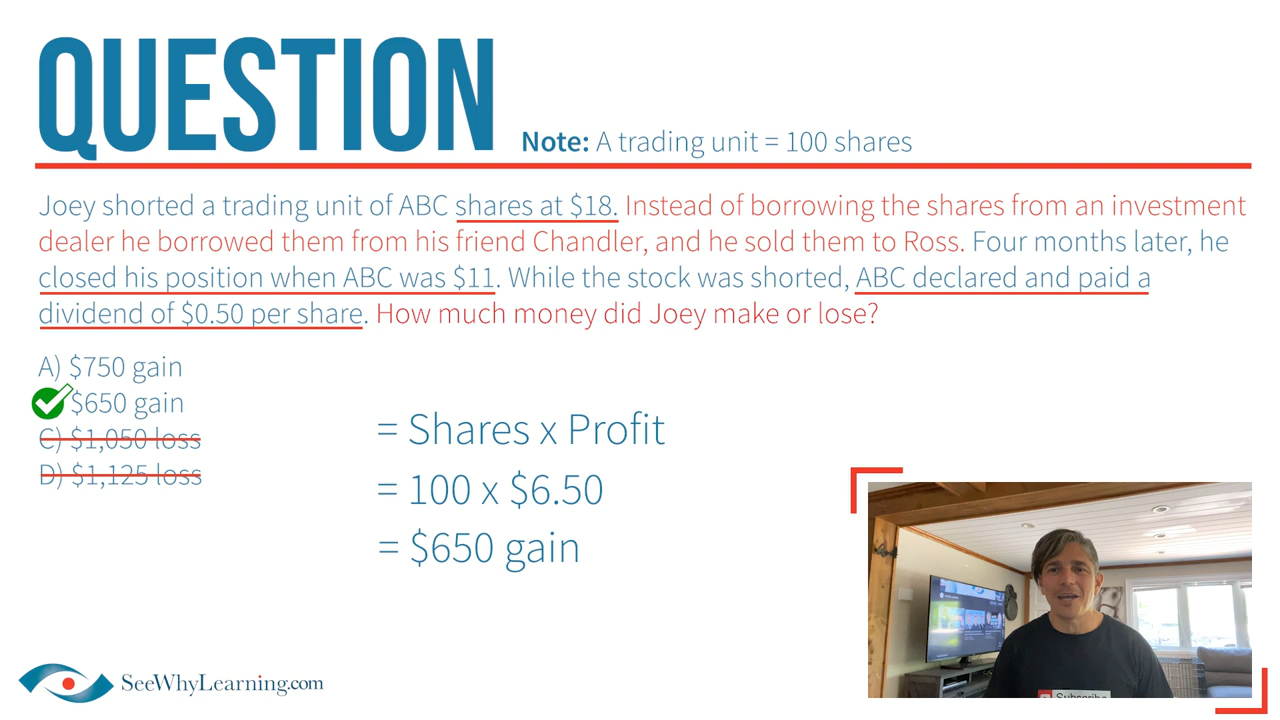 QUESTION
Note: A trading unit = 100 shares
Joey shorted a trading unit of ABC shares at $18. Instead of borrowing the shares from an investment
dealer he borrowed them from his friend Chandler, and he sold them to Ross. Four months later, he
closed his position when ABC was $11. While the stock was shorted, ABC declared and paid a
dividend of $0.50 per share. How much money did Joey make or lose?
A) $750 gain
$650 gain
C) $1,050 loss
D) $1,125 loss
= Shares x Profit
= 100 x $6.50
= $650 gain
Subscribe
SeeWhyLearning.com